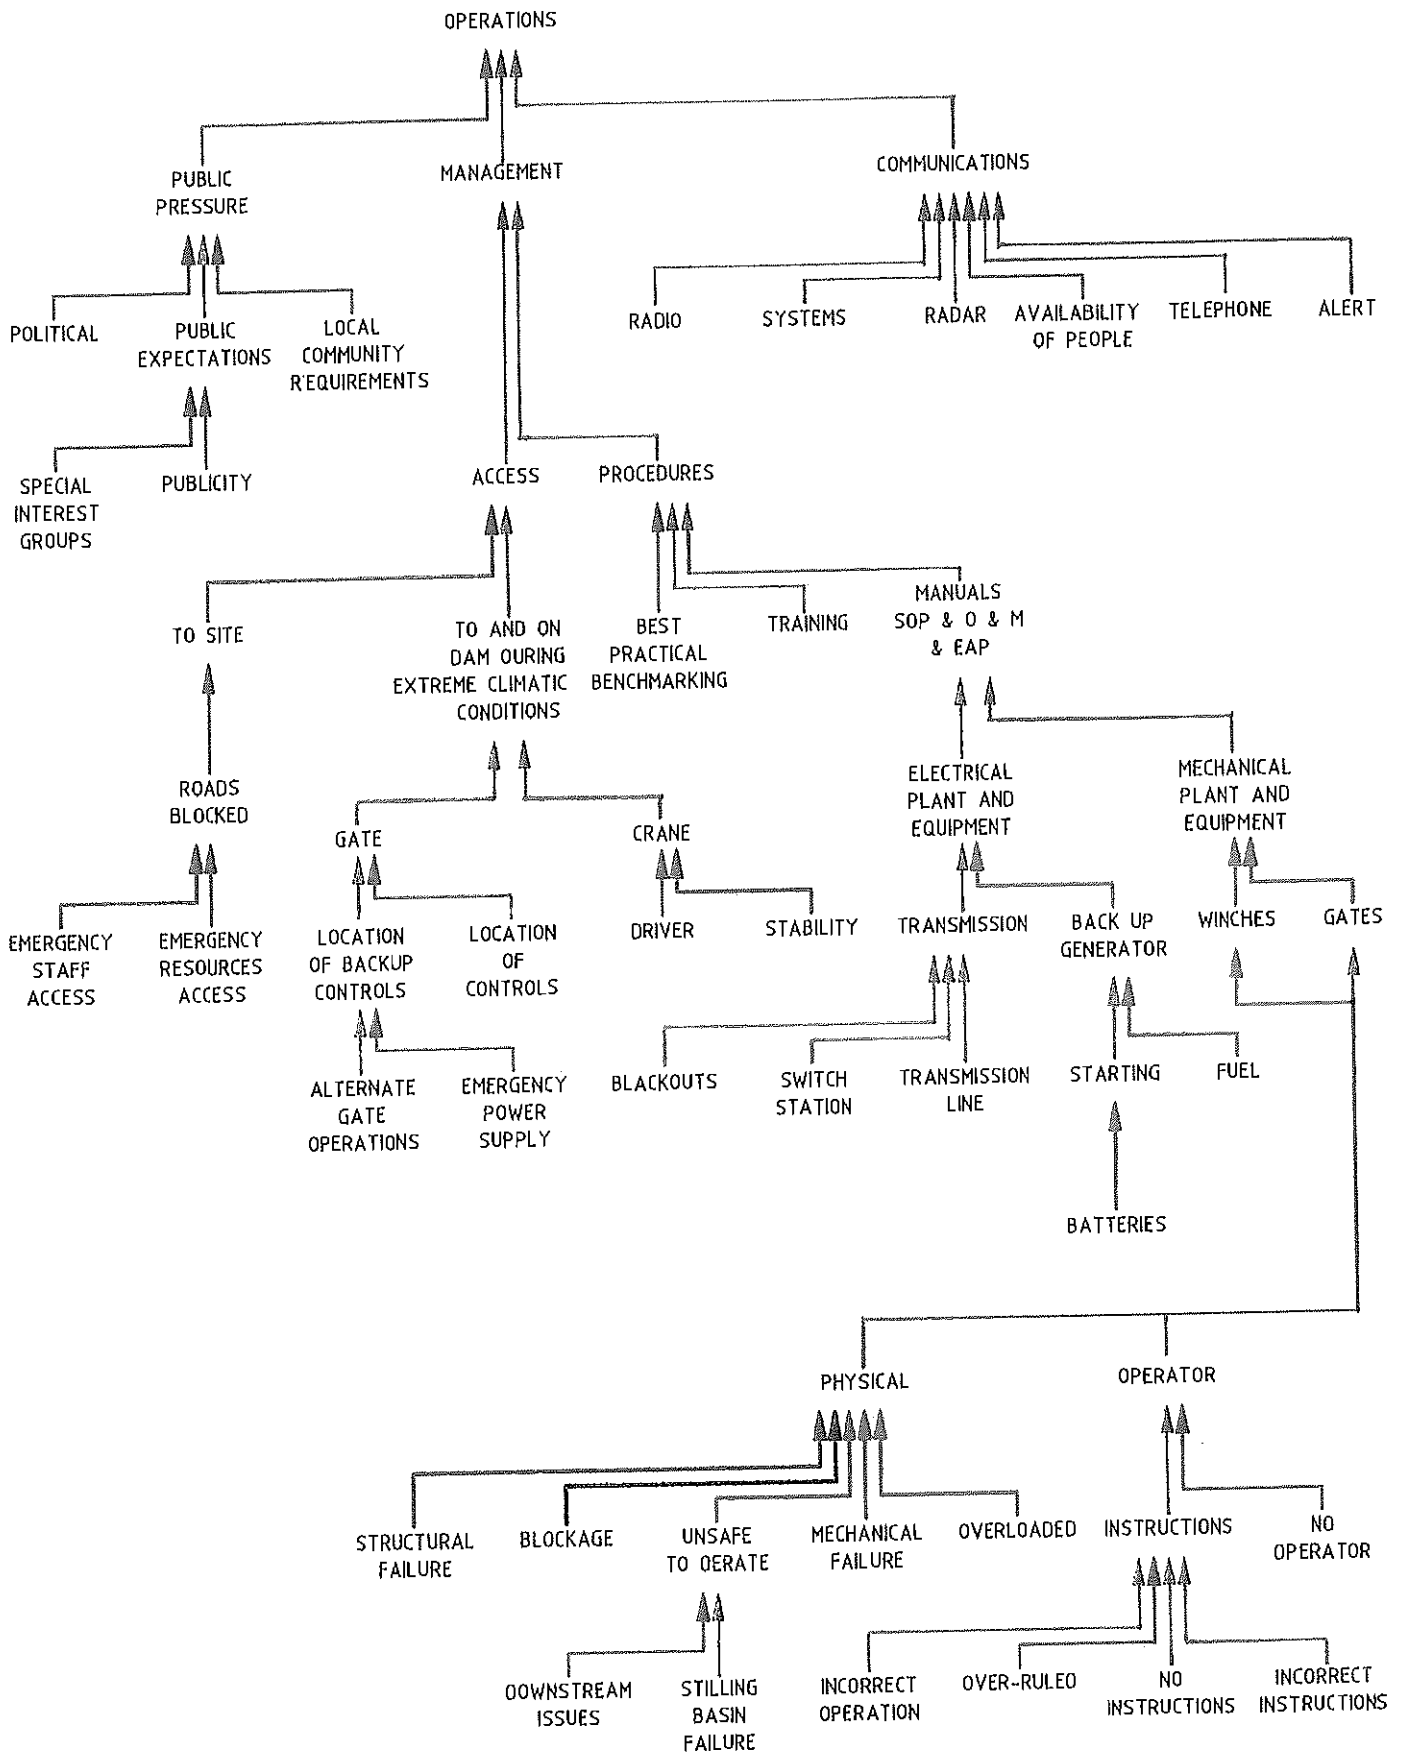 OPERATIONS
PUBLIC
PRESSURE
MANAGEMENT
COMMUNICATIONS
POLITICAL
PUBLIC
EXPECTATIONS
LOCAL
COMMUNITY
REQUIREMENTS
RADIO
SYSTEMS
RADAR
AVAILABILITY
OF PEOPLE
TELEPHONE
ALERT
SPECIAL
INTEREST
GROUPS
PUBLICITY
ACCESS
PROCEDURES
TO SITE
TO AND ON
DAM OURING
EXTREME CLIMATIC
CONDITIONS
BEST
PRACTICAL
BENCHMARKING
TRAINING
MANUALS
SOP & O & M
& EAP
ROADS
BLOCKED
GATE
CRANE
ELECTRICAL
PLANT AND
EQUIPMENT
MECHANICAL
PLANT AND
EQUIPMENT
EMERGENCY
STAFF
ACCESS
EMERGENCY
RESOURCES
ACCESS
LOCATION
OF BACKUP
CONTROLS
LOCATION
OF
CONTROLS
DRIVER
STABILITY
TRANSMISSION
BACK UP
GENERATOR
WINCHES
GATES
ALTERNATE
GATE
OPERATIONS
EMERGENCY
POWER
SUPPLY
BLACKOUTS
SWITCH
STATION
TRANSMISSION
LINE
STARTING
FUEL
BATTERIES
PHYSICAL
OPERATOR
STRUCTURAL
FAILURE
BLOCKAGE
UNSAFE
TO OERATE
MECHANICAL
FAILURE
OVERLOADED
INSTRUCTIONS
NO
OPERATOR
OOWNSTREAM
ISSUES
STILLING
BASIN
FAILURE
INCORRECT
OPERATION
OVER-RULEO
NO
INSTRUCTIONS
INCORRECT
INSTRUCTIONS